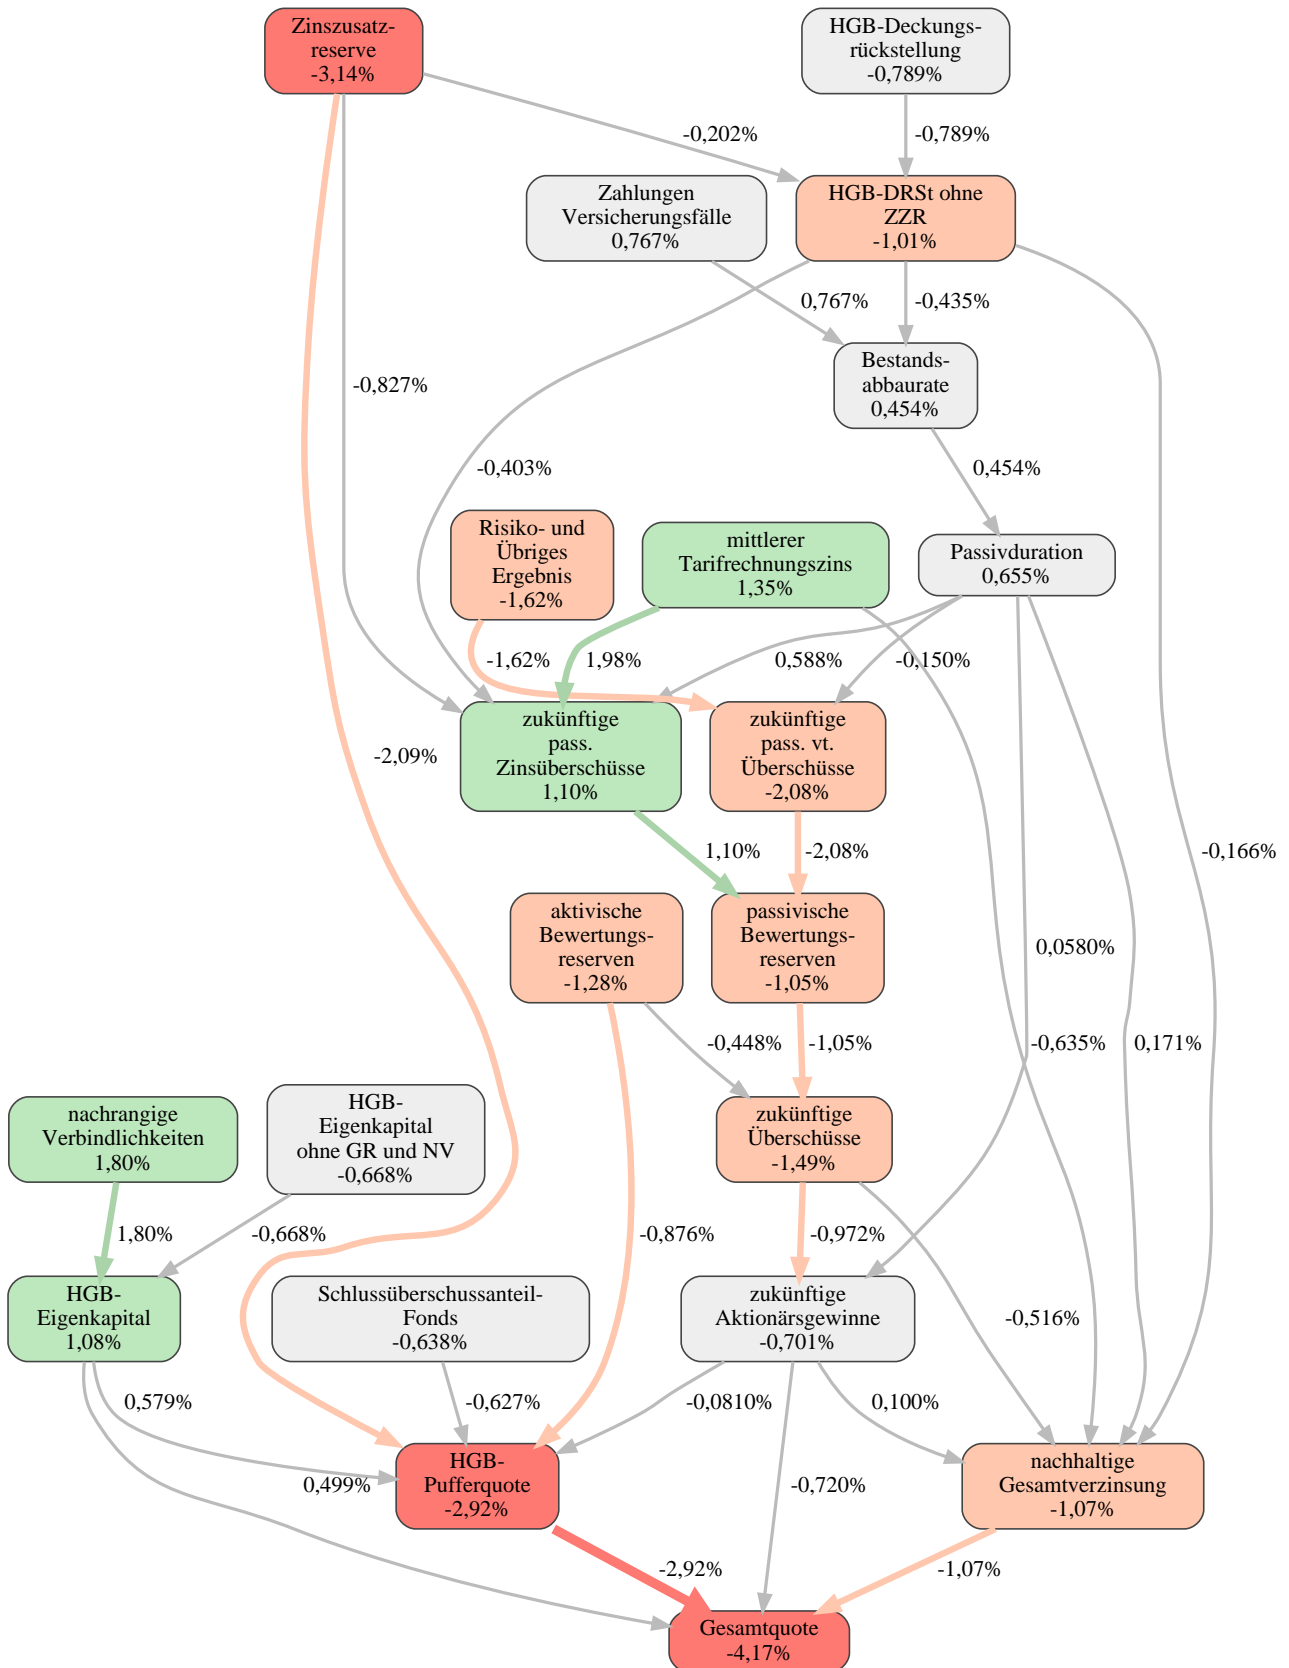 Zinszusatz-
reserve
-3,14%
HGB-Deckungs-
rückstellung
-0,789%
-0,202%
-0,789%
Zahlungen
Versicherungsfälle
0,767%
HGB-DRSt ohne
ZZR
-1,01%
0,767%
-0,435%
Bestands-
abbaurate
0,454%
-0,827%
-0,403%
0,454%
Risiko- und
Übriges
Ergebnis
-1,62%
mittlerer
Tarifrechnungszins
1,35%
Passivduration
0,655%
-1,62%
1,98%
0,588%
-0,150%
zukünftige
pass.
Zinsüberschüsse
1,10%
zukünftige
pass. vt.
Überschüsse
-2,08%
-2,09%
1,10%
-2,08%
-0,166%
aktivische
Bewertungs-
reserven
-1,28%
passivische
Bewertungs-
reserven
-1,05%
0,0580%
-0,448%
-1,05%
-0,635%
0,171%
nachrangige
Verbindlichkeiten
1,80%
HGB-
Eigenkapital
ohne GR und NV
-0,668%
zukünftige
Überschüsse
-1,49%
1,80%
-0,668%
-0,876%
-0,972%
HGB-
Eigenkapital
1,08%
Schlussüberschussanteil-
Fonds
-0,638%
zukünftige
Aktionärsgewinne
-0,701%
-0,516%
0,579%
-0,627%
-0,0810%
0,100%
HGB-
Pufferquote
-2,92%
nachhaltige
Gesamtverzinsung
-1,07%
0,499%
-0,720%
-2,92%
-1,07%
Gesamtquote
-4,17%